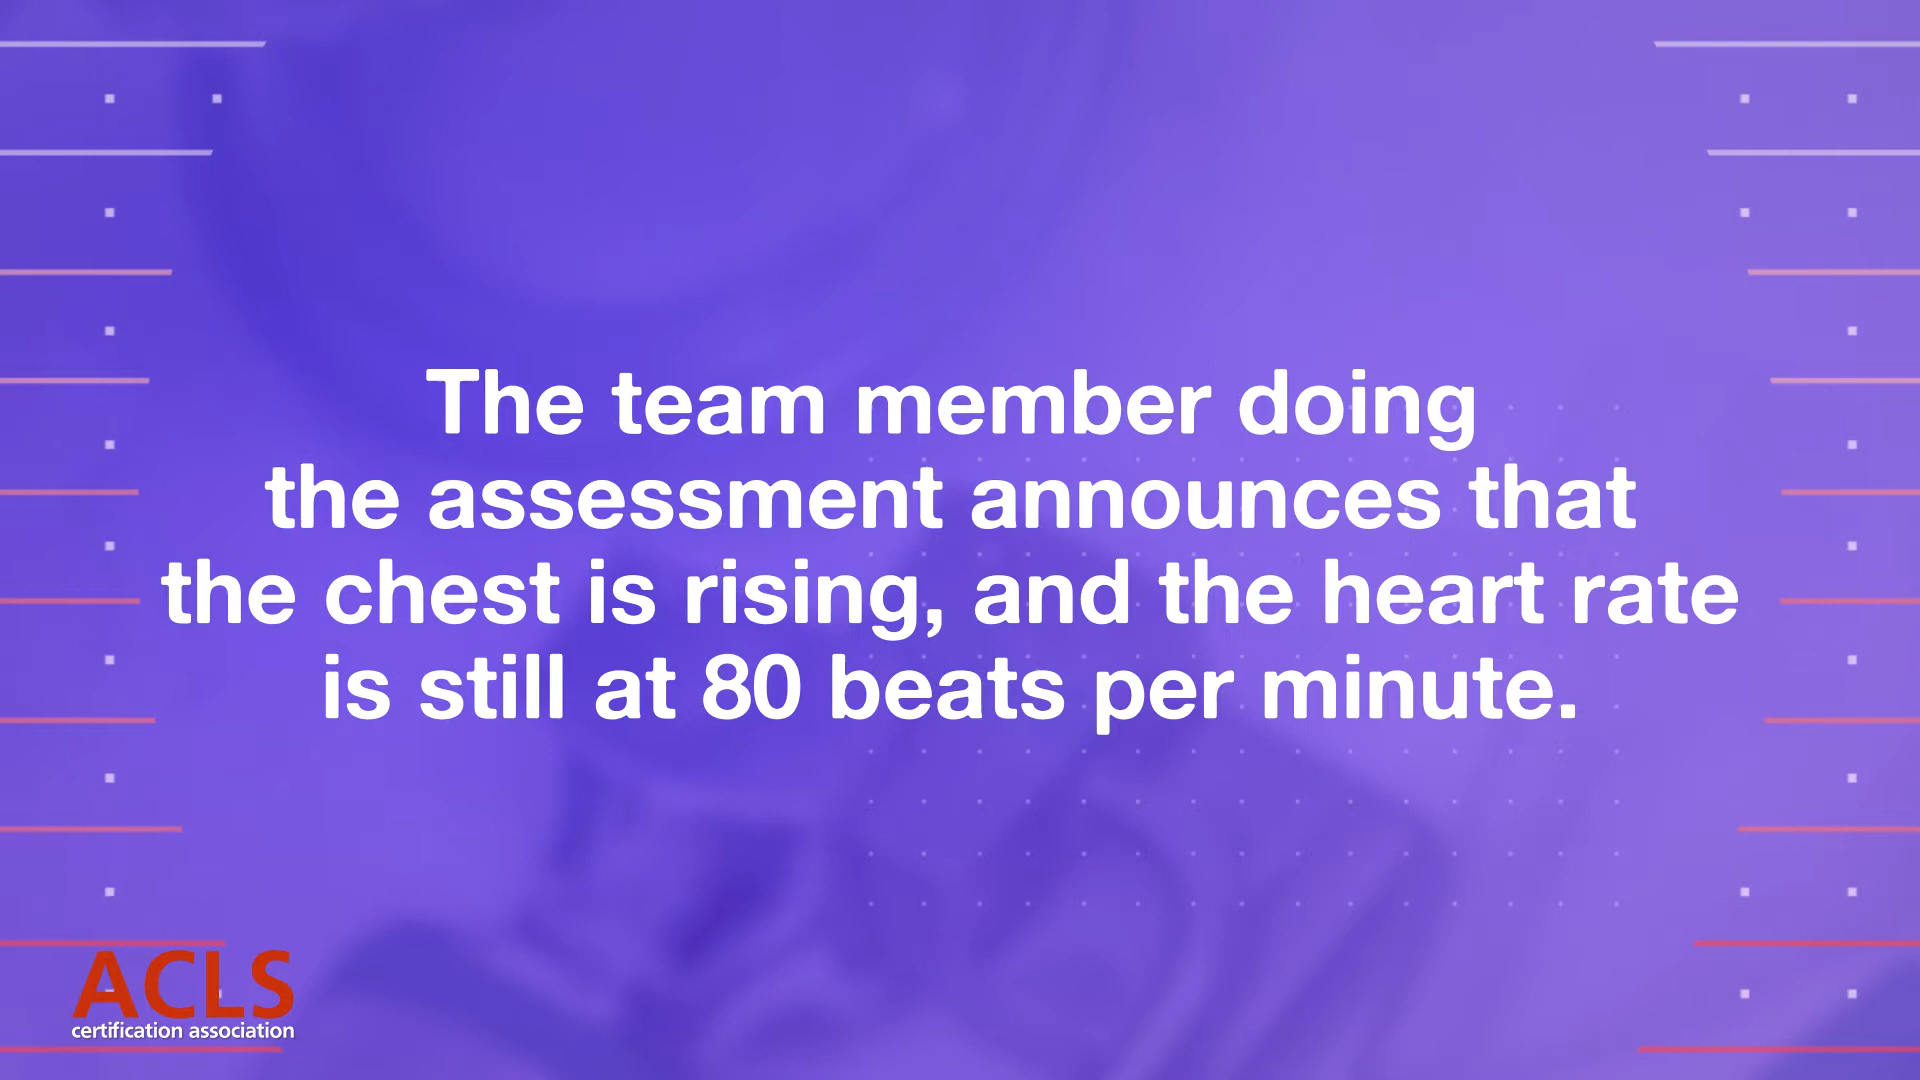 The team member doing
the assessment announces that
the chest is rising, and the heart rate
is still at 80 beats per minute.
ACLS
certification association